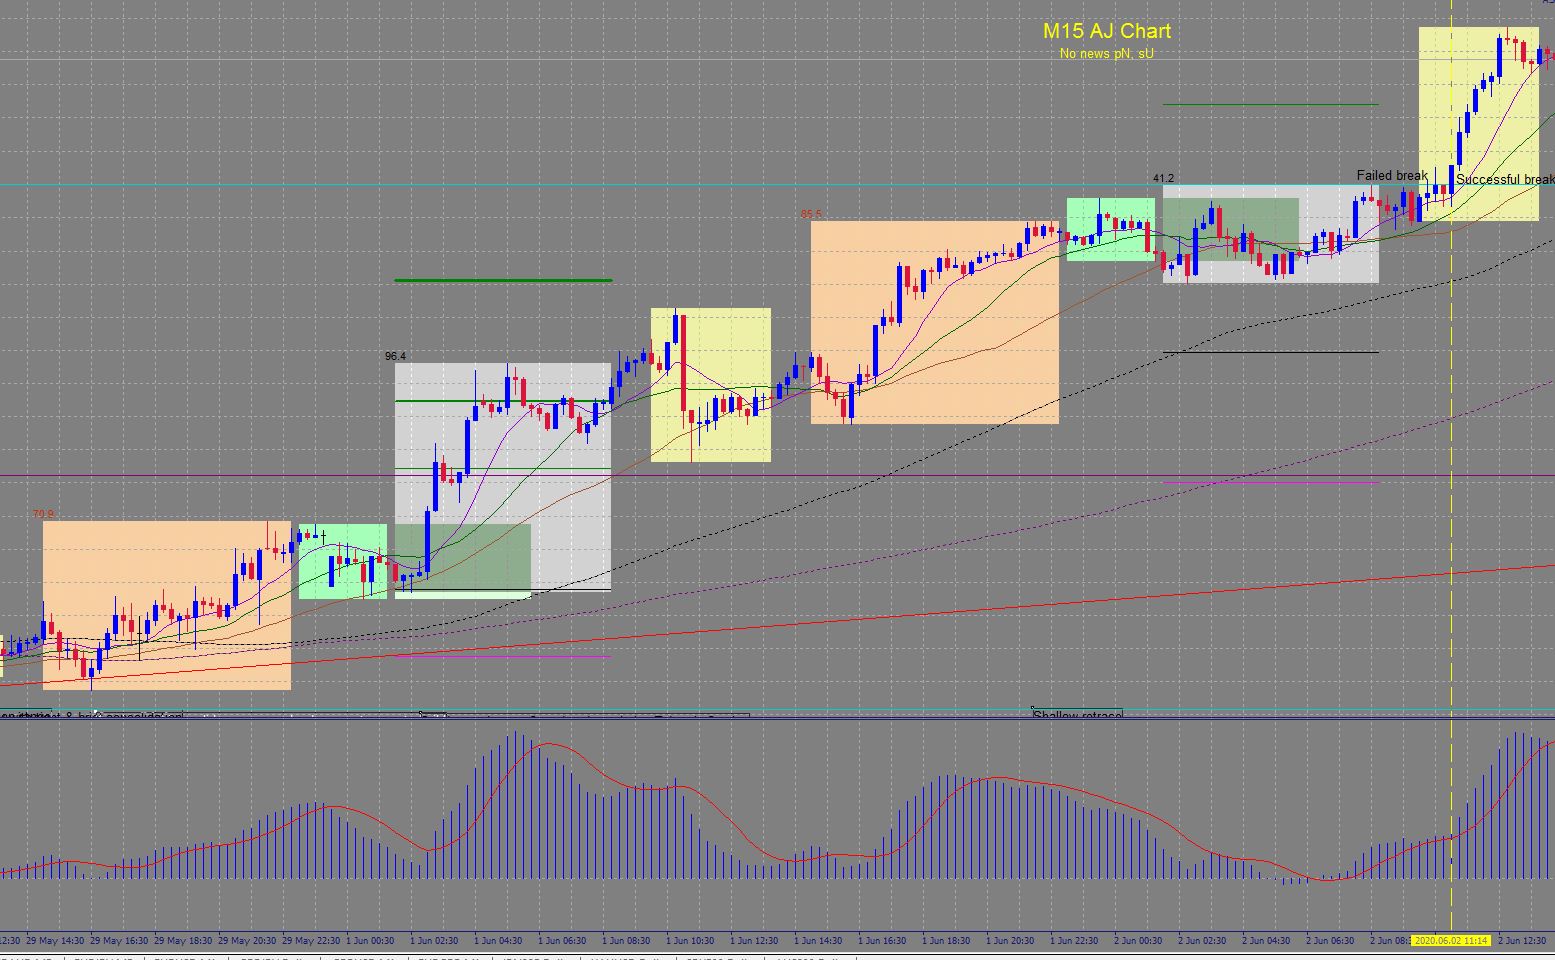 M15 AJ Chart
No news pN, sU
41.2
Failed break
Successful break
85.5
96.4
70.9
Shallow retrace
12:30
29 May 14:30
29 May 16:30
29 May 18:30
29 May 20:30
29 May 22:30
1 Jun 00:30
1 Jun 02:30
1 Jun 04:30
1 Jun 06:30
1 Jun 08:30
1 Jun 10:30
1 Jun 12:30
1 Jun 14:30
1 Jun 16:30
1 Jun 18:30
1 Jun 20:30
1 Jun 22:30
2 Jun 00:30
2 Jun 02:30
2 Jun 04:30
2 Jun 06:30
2 Jun 08:
2020.06.02 11:14
2 Jun 12:30